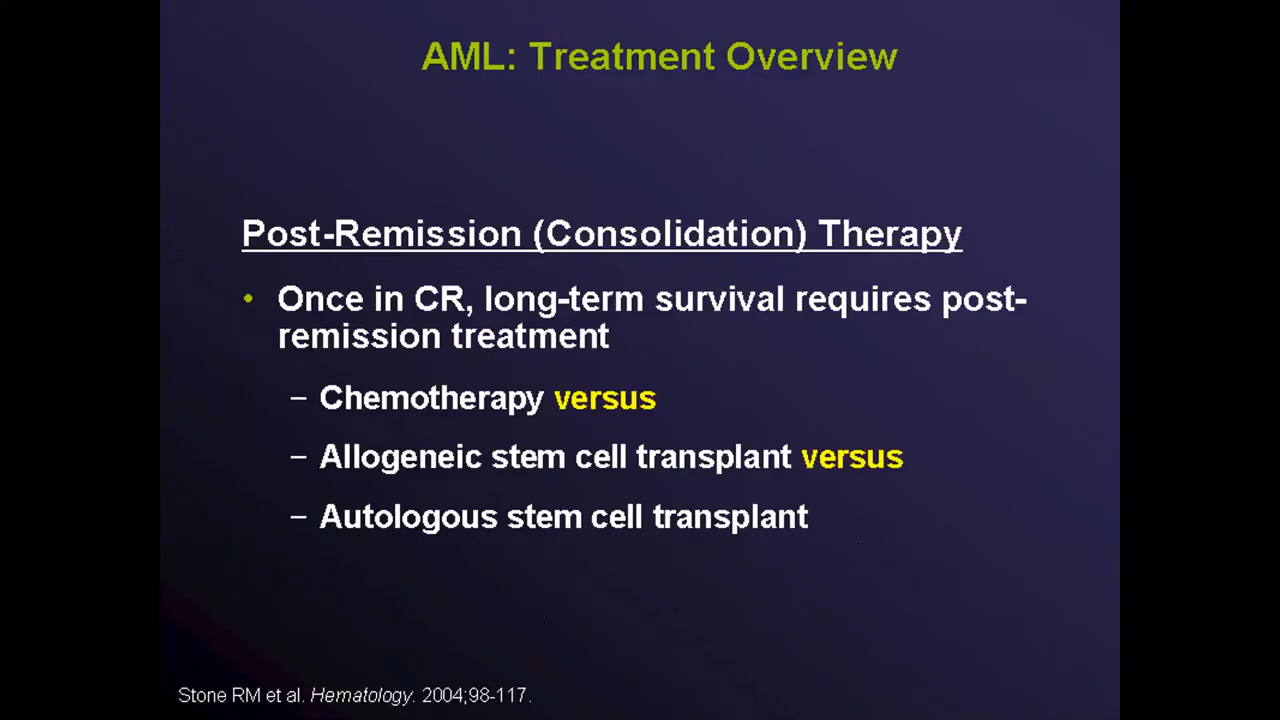 AML: Treatment Overview
Post-Remission (Consolidation) Therapy
• Once in CR, long-term survival requires post-
remission treatment
– Chemotherapy versus
– Allogeneic stem cell transplant versus
– Autologous stem cell transplant
Stone RM et al. Hematology. 2004;98-117.